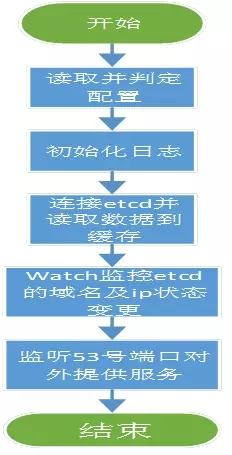 开始
读取并判定
配置
初始化日志
连接etcd并
读取数据到
缓存
Watch监控etcd
的域名及ip状态
变更
监听53号端口对
外提供服务
结束